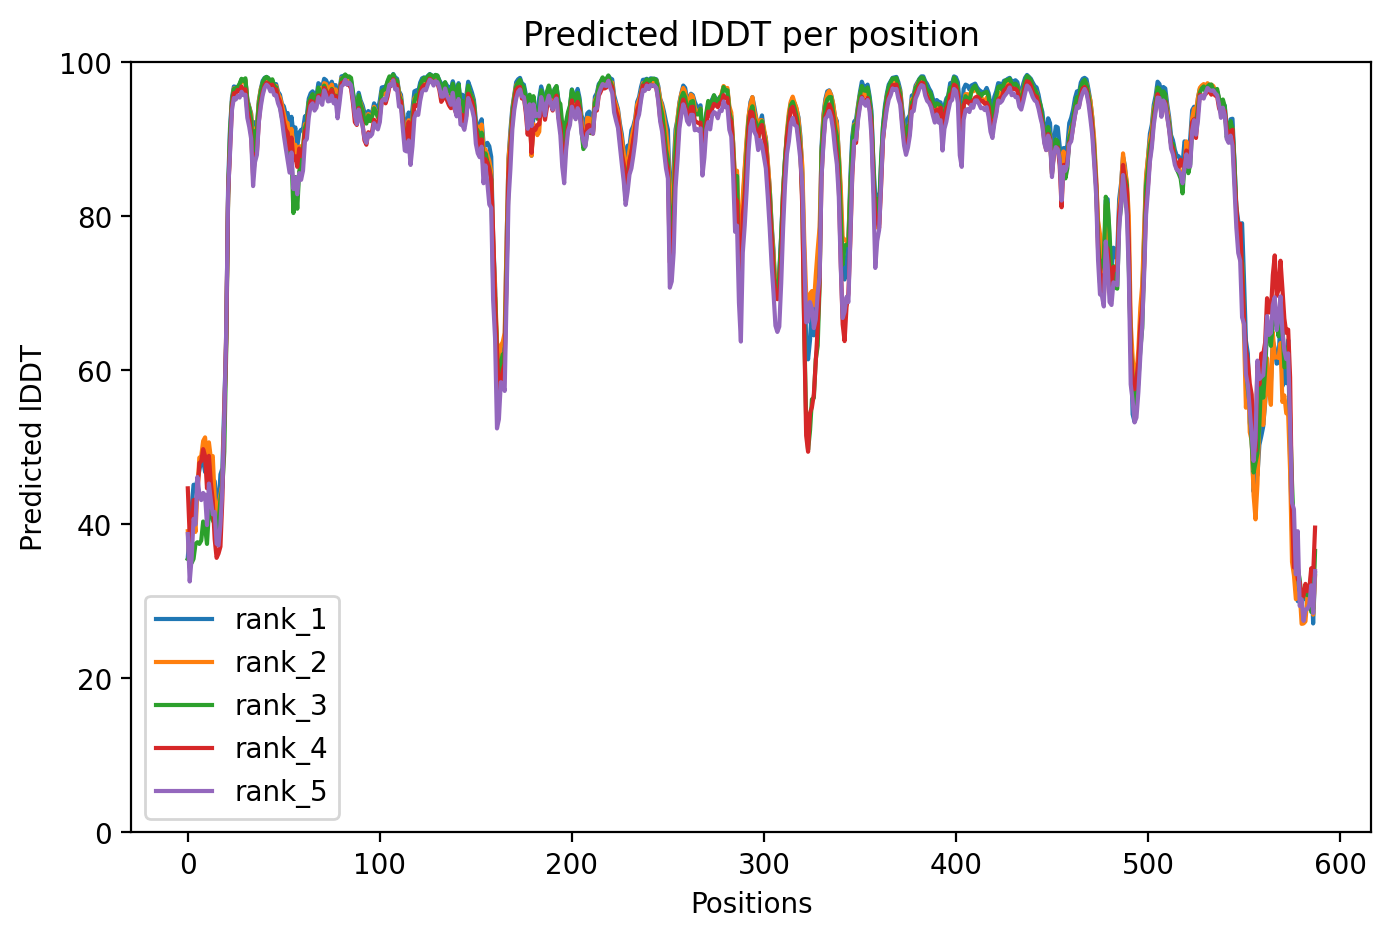 Predicted lDDT per position
Predicted lDDT
100
80
60
40
20
0
rank_1
rank_2
rank_3
rank_4
rank_5
0 100 200 300 400 500 600
Positions